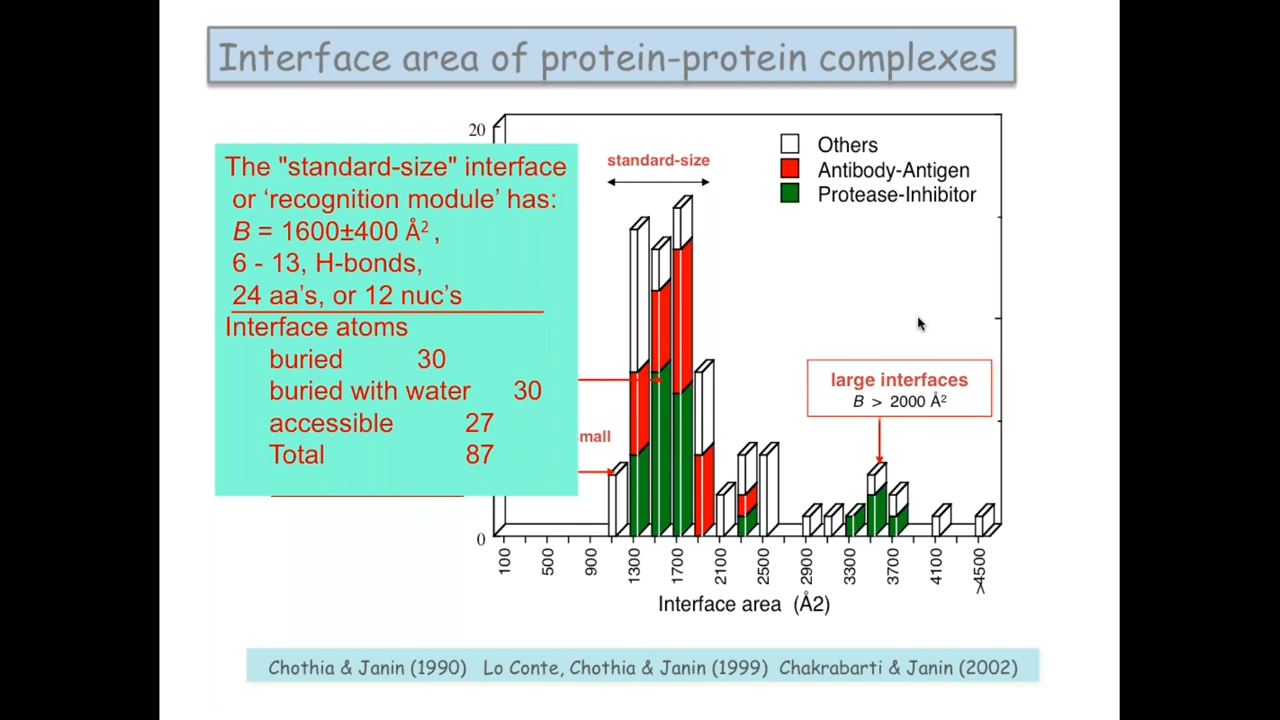 Interface area of protein-protein complexes
The "standard-size" interface
or ‘recognition module’ has:
B = 1600±400 Å²,
6 - 13, H-bonds,
24 aa’s, or 12 nuc’s
Interface atoms
buried 30
buried with water 30
accessible 27
Total 87
20
standard-size
Others
Antibody-Antigen
Protease-Inhibitor
large interfaces
B > 2000 Å²
mall
0
100 500 900 1300 1700 2100 2500 2900 3300 3700 4100 >4500
Interface area (Å2)
Chothia & Janin (1990) Lo Conte, Chothia & Janin (1999) Chakrabarti & Janin (2002)